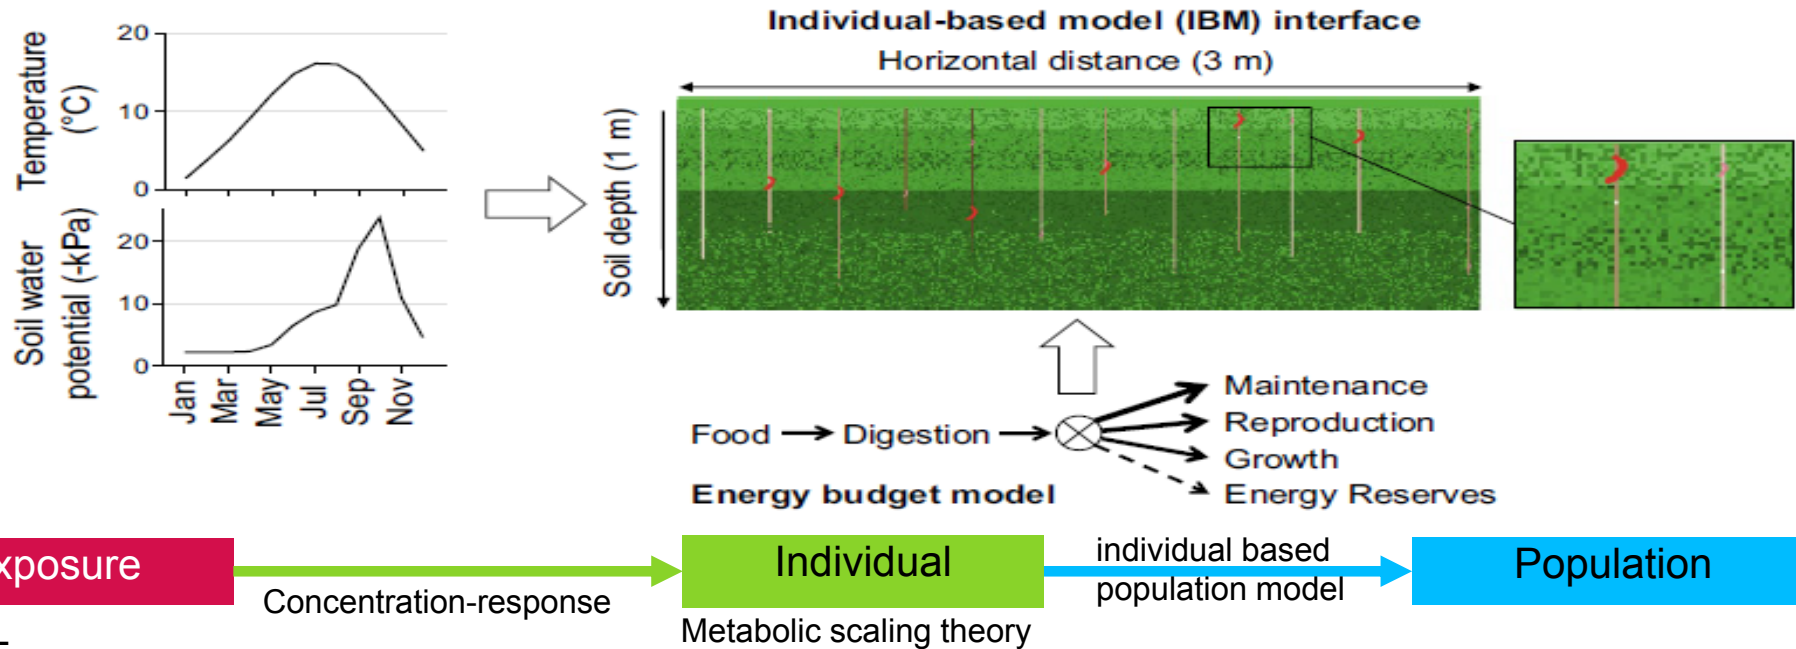 Individual-based model (IBM) interface
Horizontal distance (3 m)
Temperature
(°C)
20
10
0
Soil water
potential (-kPa)
20
10
0
Jan
Mar
May
Jul
Sep
Nov
Soil depth (1 m)
Food
Digestion
Maintenance
Reproduction
Growth
Energy Reserves
Energy budget model
xposure
Concentration-response
Individual
Metabolic scaling theory
individual based
population model
Population